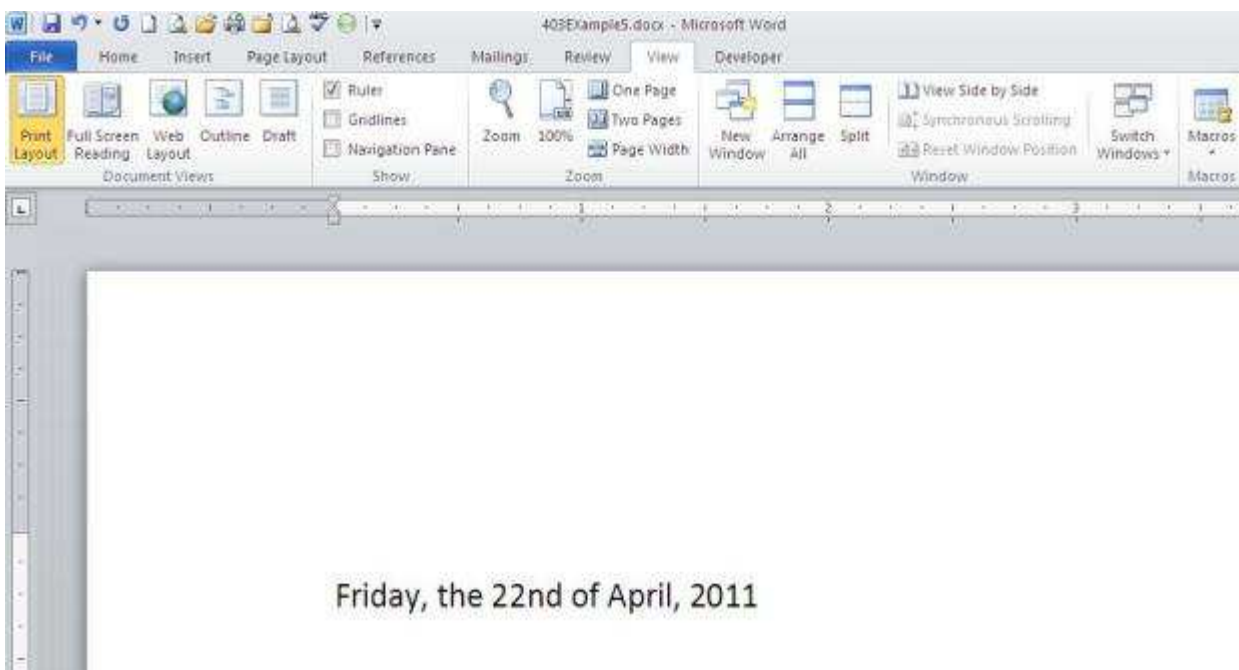 403EXample5.docx - Microsoft Word
File Home Insert Page Layout References Mailings Review View Developer
Print Layout
Full Screen Reading
Web Layout
Outline
Draft
Document Views
Ruler
Gridlines
Navigation Pane
Show
Zoom
100%
One Page
Two Pages
Page Width
Zoom
New Window
Arrange All
Split
View Side by Side
Synchronous Scrolling
Reset Window Position
Window
Switch Windows
Macros
Macros
1 2 3
Friday, the 22nd of April, 2011